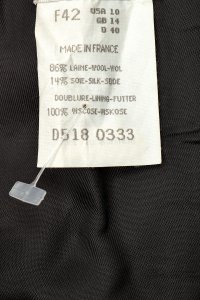 F42 USA 10
GB 14
D 40
MADE IN FRANCE
86% LAINE-WOOL-WOL
14% SOIE-SILK-SEIDE
DOUBLURE-LINING-FUTTER
100% VISCOSE-VISKOSE
D518 0333